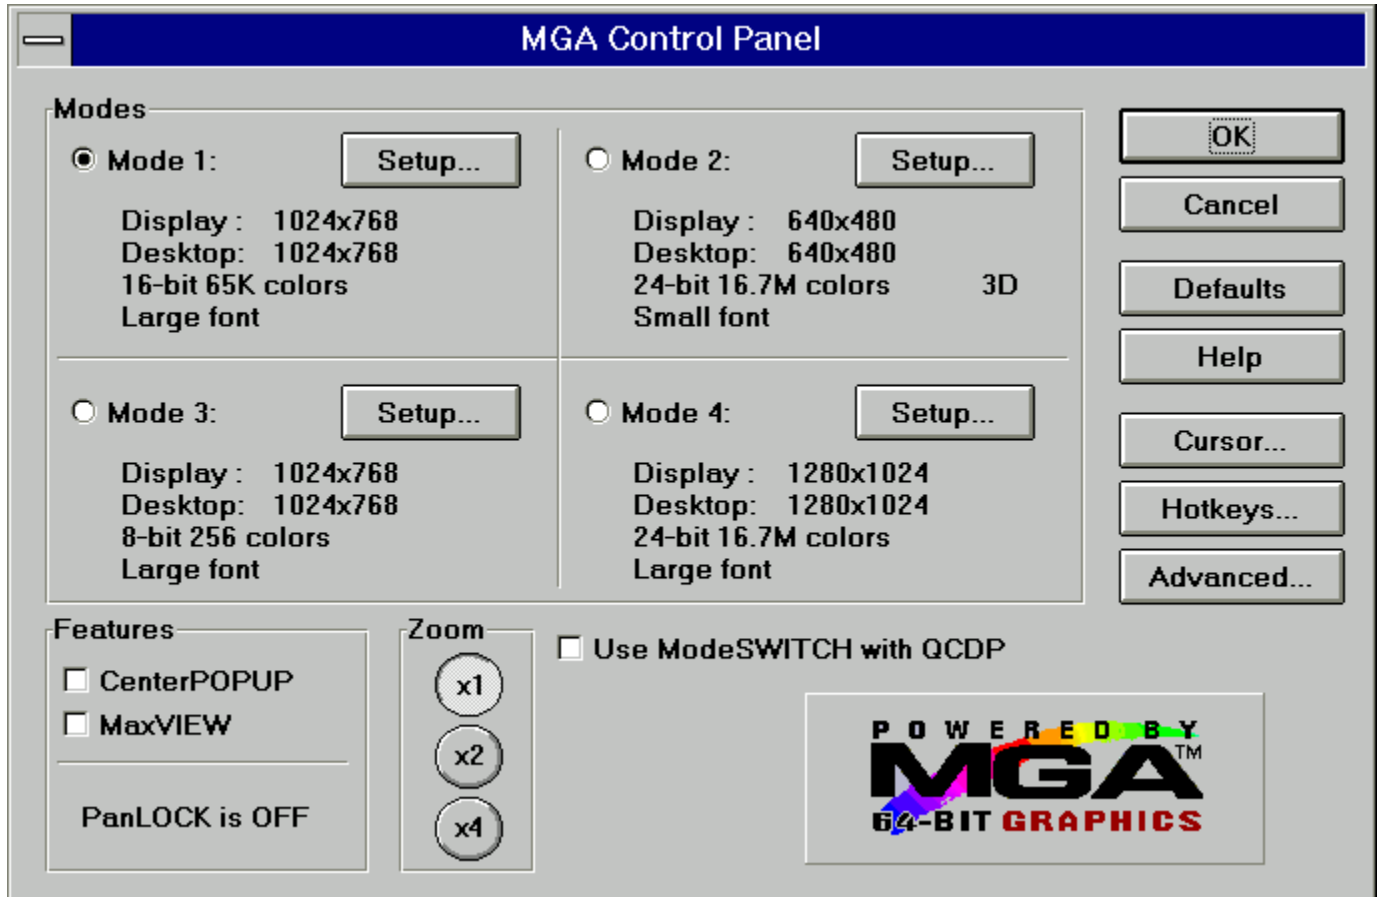 MGA Control Panel
Modes
Mode 1:
Setup...
Display : 1024x768
Desktop: 1024x768
16-bit 65K colors
Large font
Mode 2:
Setup...
Display : 640x480
Desktop: 640x480
24-bit 16.7M colors 3D
Small font
Mode 3:
Setup...
Display : 1024x768
Desktop: 1024x768
8-bit 256 colors
Large font
Mode 4:
Setup...
Display : 1280x1024
Desktop: 1280x1024
24-bit 16.7M colors
Large font
OK
Cancel
Defaults
Help
Cursor...
Hotkeys...
Advanced...
Features
CenterPOPUP
MaxVIEW
PanLOCK is OFF
Zoom
x1
x2
x4
Use ModeSWITCH with QCDP
POWERED BY
MGA™
64-BIT GRAPHICS